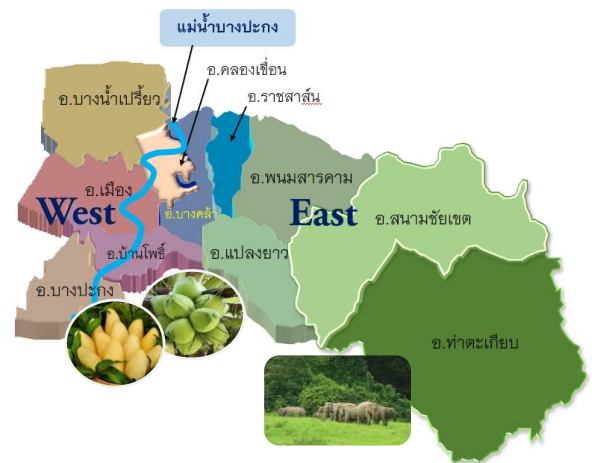 แม่น้ำบางปะกง
อ.คลองเขื่อน
อ.บางน้ำเปรี้ยว
อ.ราชสาส์น
อ.พนมสารคาม
อ.เมือง
West
East
อ.บางคล้า
อ.สนามชัยเขต
อ.บ้านโพธิ์
อ.แปลงยาว
อ.บางปะกง
อ.ท่าตะเกียบ